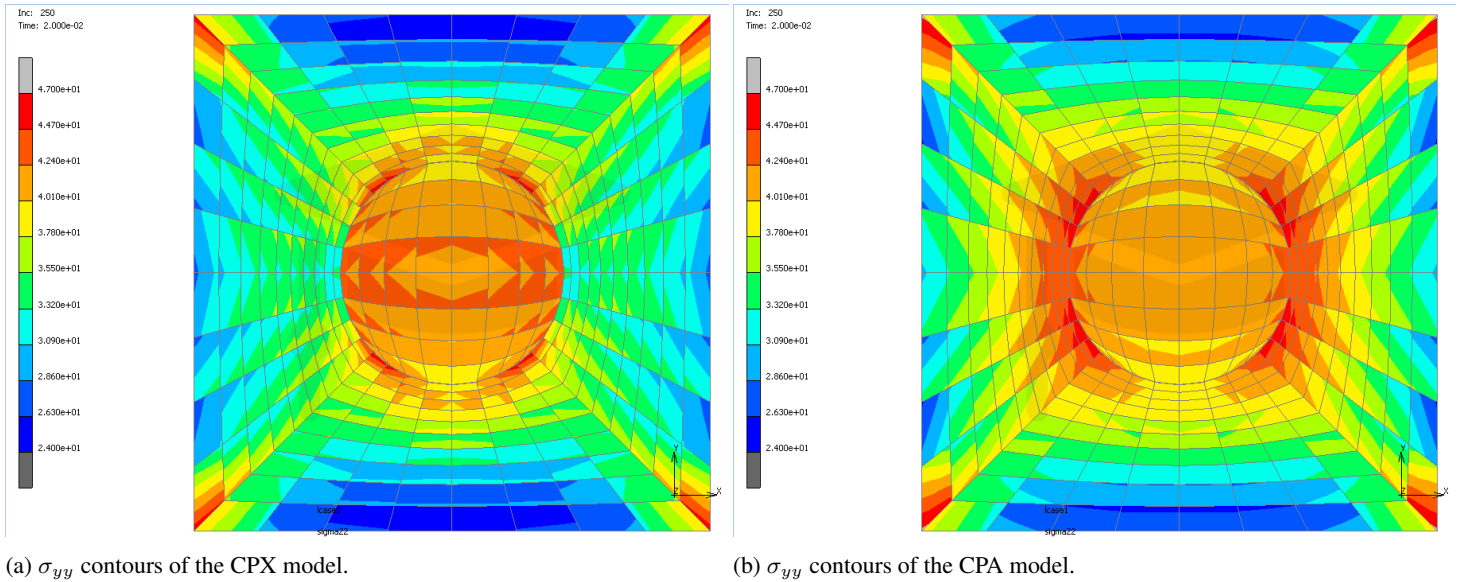 Inc: 250
Time: 2.000e-02
4.700e+01
4.470e+01
4.240e+01
4.010e+01
3.780e+01
3.550e+01
3.320e+01
3.090e+01
2.860e+01
2.630e+01
2.400e+01
Y
Z
X
lcase1
sigma22
(a) σyy contours of the CPX model.
Inc: 250
Time: 2.000e-02
4.700e+01
4.470e+01
4.240e+01
4.010e+01
3.780e+01
3.550e+01
3.320e+01
3.090e+01
2.860e+01
2.630e+01
2.400e+01
Y
Z
X
lcase1
sigma22
(b) σyy contours of the CPA model.